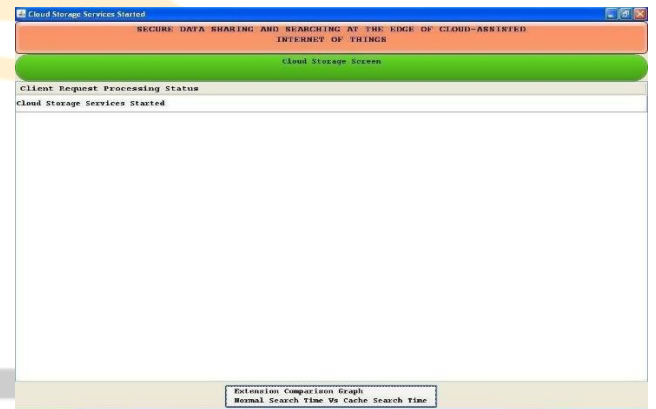 Cloud Storage Services Started
SECURE DATA SHARING AND SEARCHING AT THE EDGE OF CLOUD-ASSISTED
INTERNET OF THINGS
Cloud Storage Screen
Client Request Processing Status
Cloud Storage Services Started
Extension Comparison Graph
Normal Search Time Vs Cache Search Time